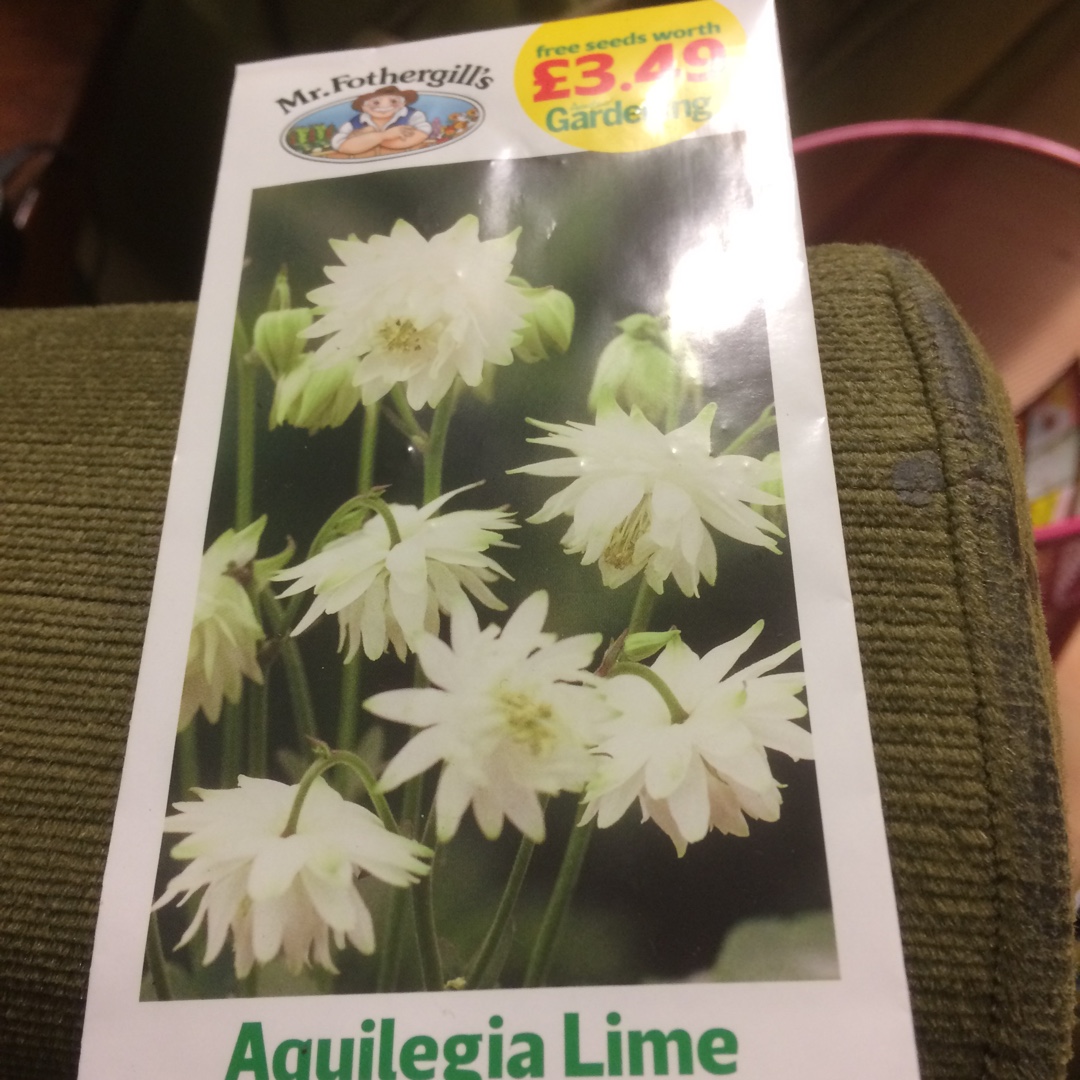 Mr. Fothergill's
free seeds worth
£3.49
Gardening
Aquilegia Lime